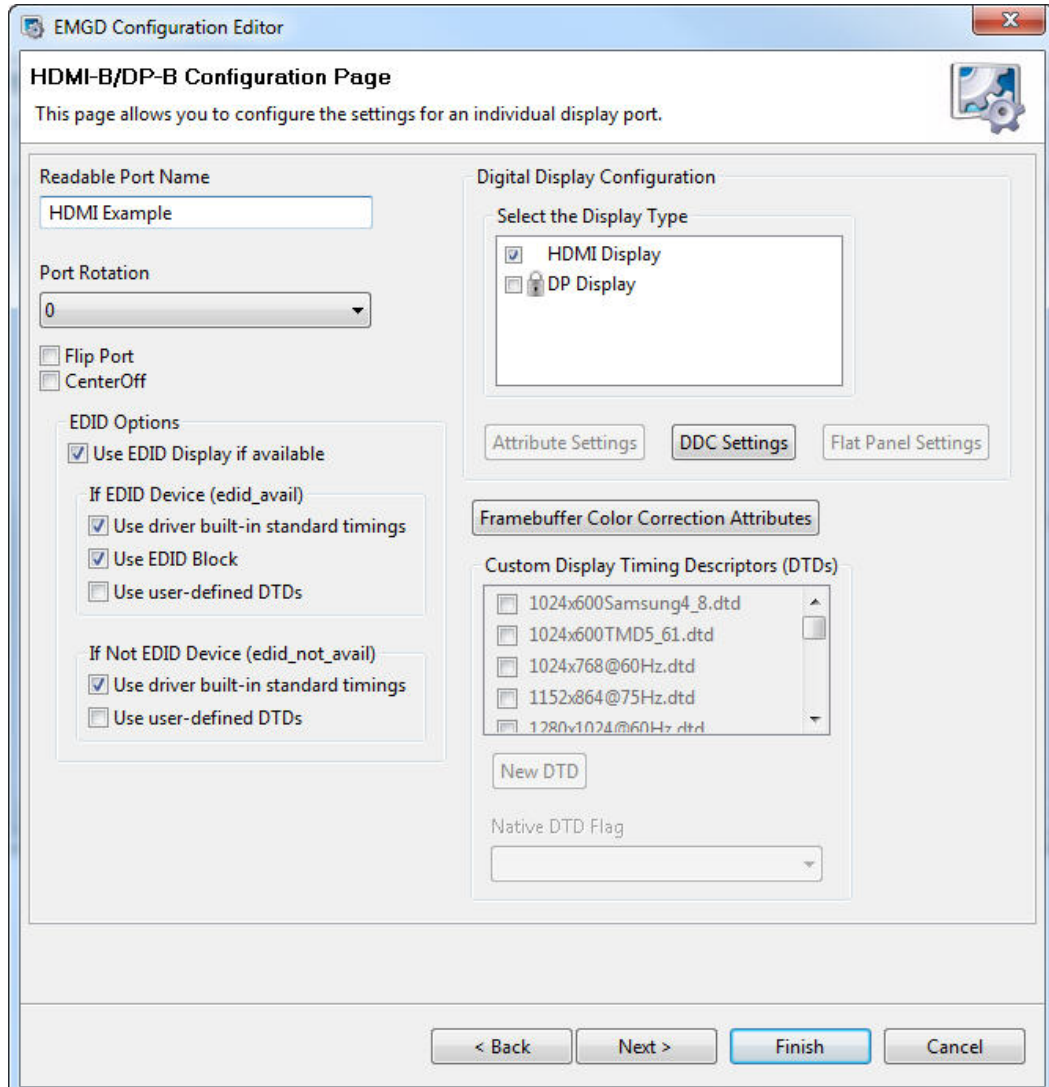 EMGD Configuration Editor
HDMI-B/DP-B Configuration Page
This page allows you to configure the settings for an individual display port.
Readable Port Name
HDMI Example
Port Rotation
0
Flip Port
CenterOff
EDID Options
Use EDID Display if available
If EDID Device (edid_avail)
Use driver built-in standard timings
Use EDID Block
Use user-defined DTDs
If Not EDID Device (edid_not_avail)
Use driver built-in standard timings
Use user-defined DTDs
Digital Display Configuration
Select the Display Type
HDMI Display
DP Display
Attribute Settings
DDC Settings
Flat Panel Settings
Framebuffer Color Correction Attributes
Custom Display Timing Descriptors (DTDs)
1024x600Samsung4_8.dtd
1024x600TMD5_61.dtd
1024x768@60Hz.dtd
1152x864@75Hz.dtd
1280x1024@60Hz.dtd
New DTD
Native DTD Flag
< Back
Next >
Finish
Cancel